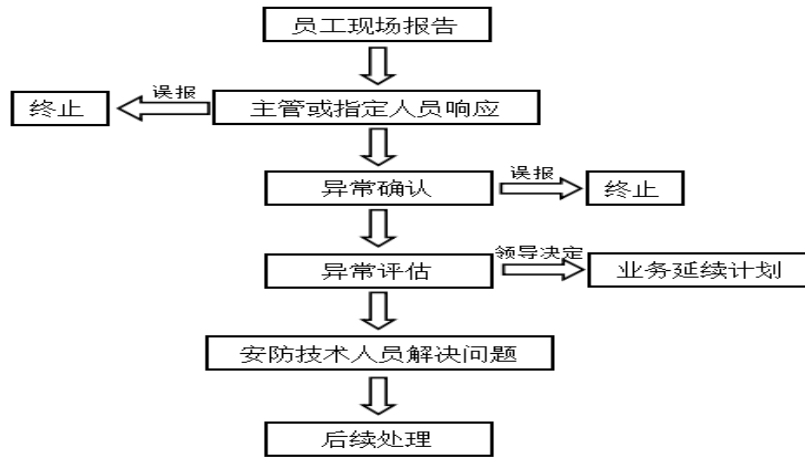 员工现场报告
误报
终止
主管或指定人员响应
异常确认
误报
终止
异常评估
领导决定
业务延续计划
安防技术人员解决问题
后续处理